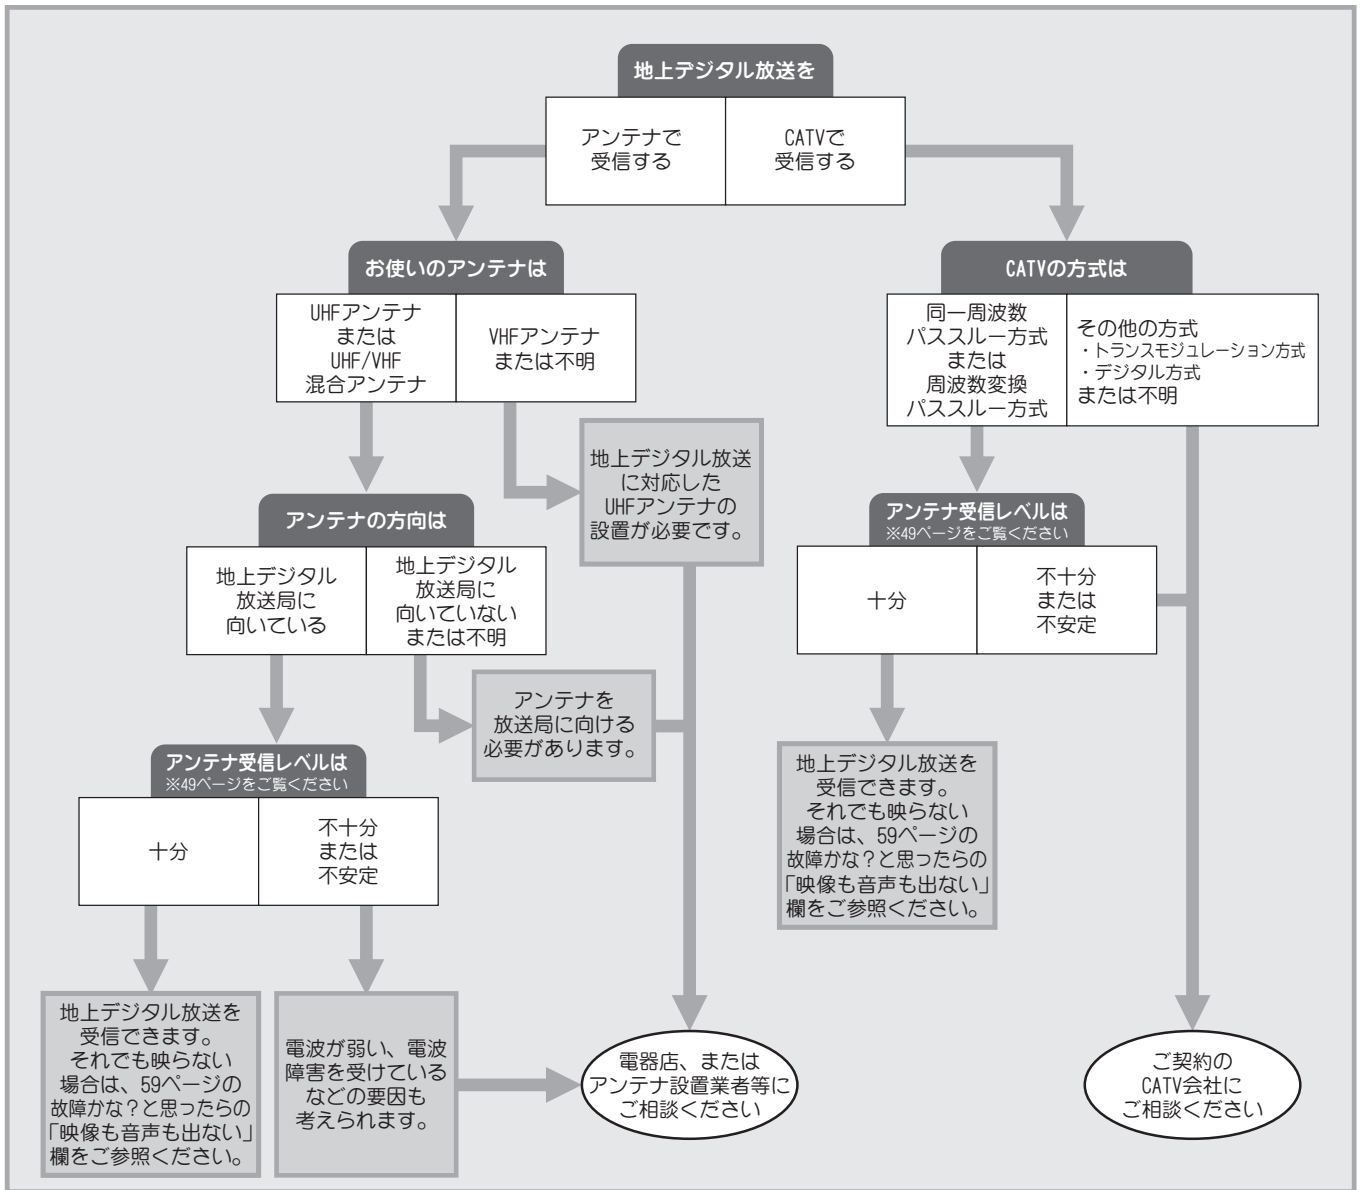 地上デジタル放送を
アンテナで
受信する
CATVで
受信する
お使いのアンテナは
UHFアンテナ
または
UHF/VHF
混合アンテナ
VHFアンテナ
または不明
CATVの方式は
同一周波数
パススルー方式
または
周波数変換
パススルー方式
その他の方式
・トランスモジュレーション方式
・デジタル方式
または不明
地上デジタル放送
に対応した
UHFアンテナの
設置が必要です。
アンテナの方向は
地上デジタル
放送局に
向いている
地上デジタル
放送局に
向いていない
または不明
アンテナ受信レベルは
※49ページをご覧ください
十分
不十分
または
不安定
アンテナを
放送局に向ける
必要があります。
アンテナ受信レベルは
※49ページをご覧ください
十分
不十分
または
不安定
地上デジタル放送を
受信できます。
それでも映らない
場合は、59ページの
故障かな？と思ったらの
「映像も音声も出ない」
欄をご参照ください。
地上デジタル放送を
受信できます。
それでも映らない
場合は、59ページの
故障かな？と思ったらの
「映像も音声も出ない」
欄をご参照ください。
電波が弱い、電波
障害を受けている
などの要因も
考えられます。
電器店、または
アンテナ設置業者等に
ご相談ください
ご契約の
CATV会社に
ご相談ください